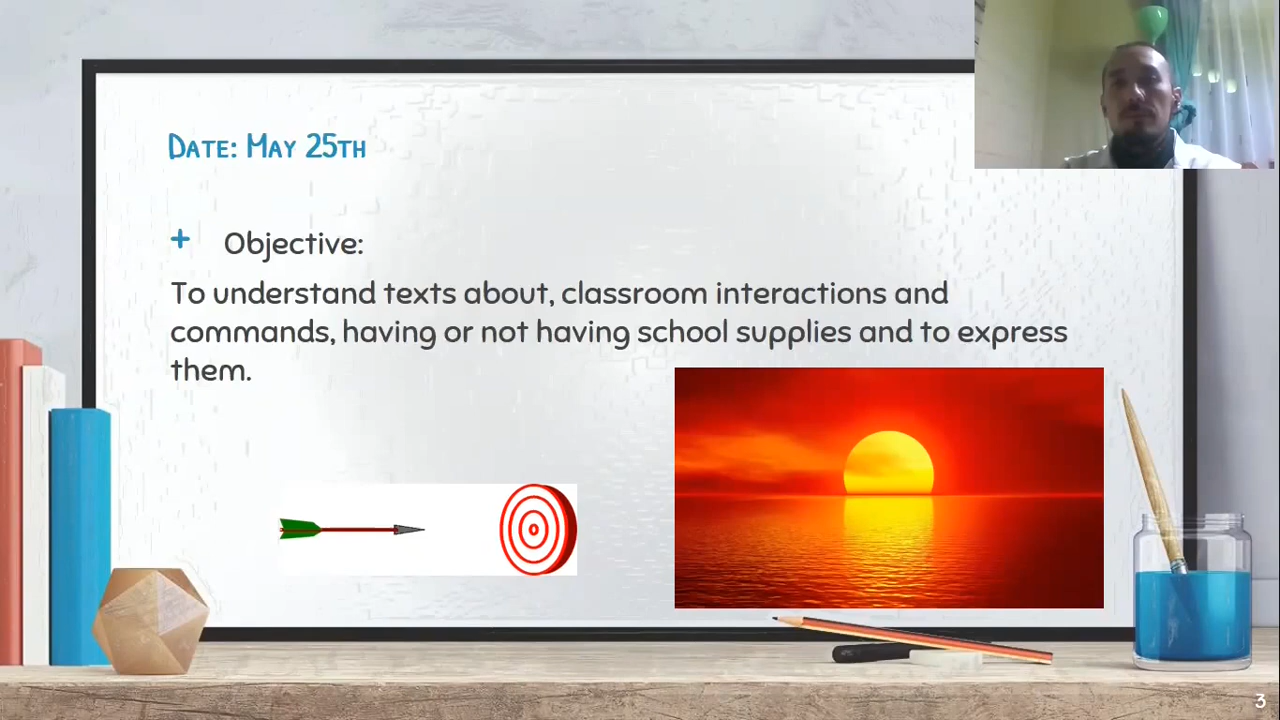 Date: May 25th
+ Objective:
To understand texts about, classroom interactions and
commands, having or not having school supplies and to express
them.
3